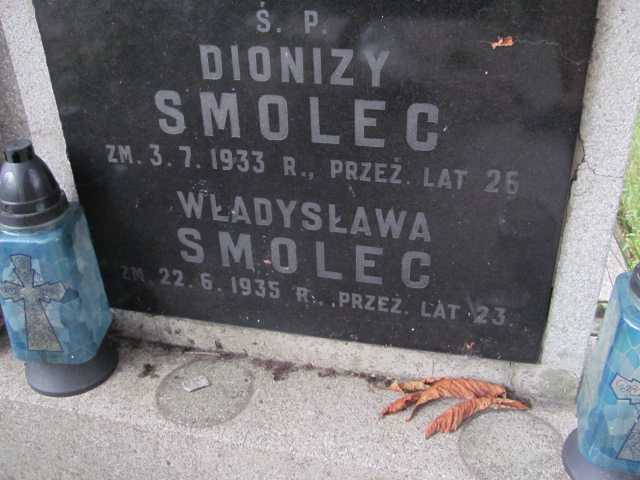 Ś. P.
DIONIZY
SMOLEC
ZM. 3. 7. 1933 R., PRZEŻ. LAT 26
WŁADYSŁAWA
SMOLEC
ZM. 22. 6. 1935 R., PRZEŻ. LAT 23.